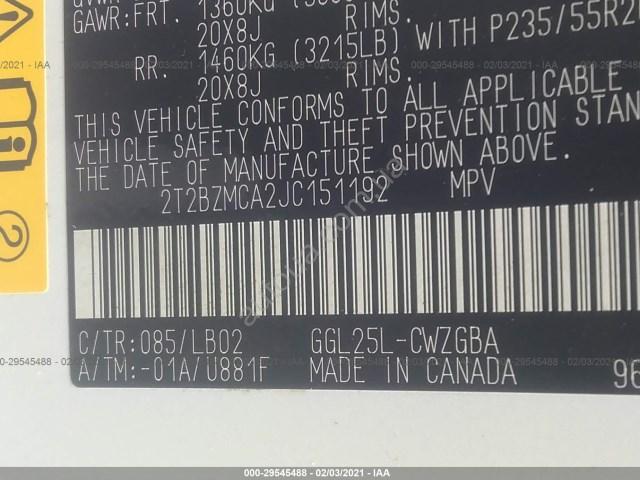 GAWR: FRT. 1360KG
20X8J RIMS.
WITH P235/55R2
RR. 1460KG (3215LB)
20X8J RIMS.
THIS VEHICLE CONFORMS TO ALL APPLICABLE
VEHICLE SAFETY AND THEFT PREVENTION STAN
THE DATE OF MANUFACTURE SHOWN ABOVE.
2T2BZMCA2JC151192 MPV
C/TR:085/LB02 GGL25L-CWZGBA
A/TM:-01A/U881F MADE IN CANADA 96
2
000-29545488 - 02/03/2021 - IAA